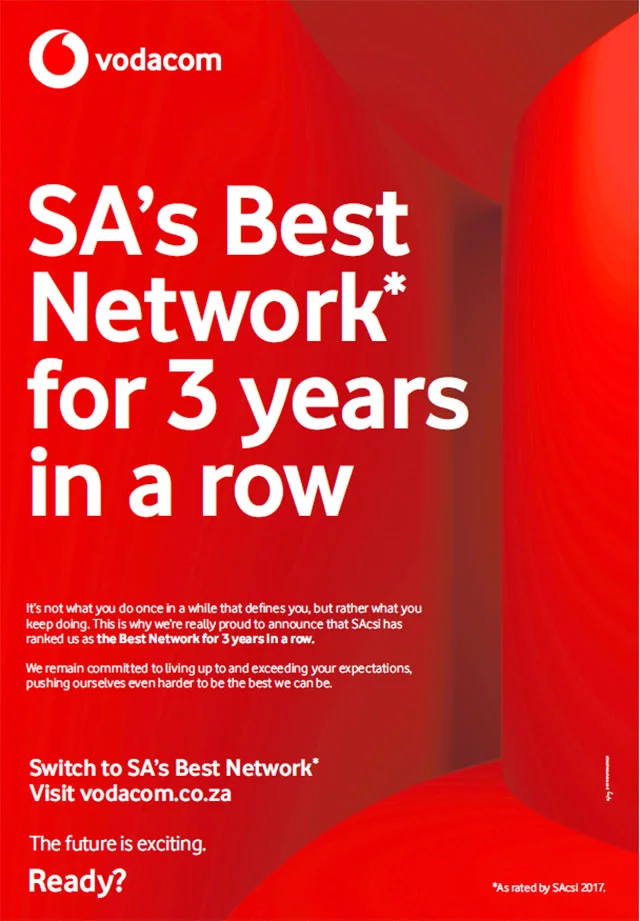 vodacom
SA's Best
Network*
for 3 years
in a row
It's not what you do once in a while that defines you, but rather what you
keep doing. This is why we're really proud to announce that SAcsi has
ranked us as the Best Network for 3 years in a row.
We remain committed to living up to and exceeding your expectations,
pushing ourselves even harder to be the best we can be.
Switch to SA's Best Network*
Visit vodacom.co.za
The future is exciting.
Ready?
*As rated by SAcsi 2017.